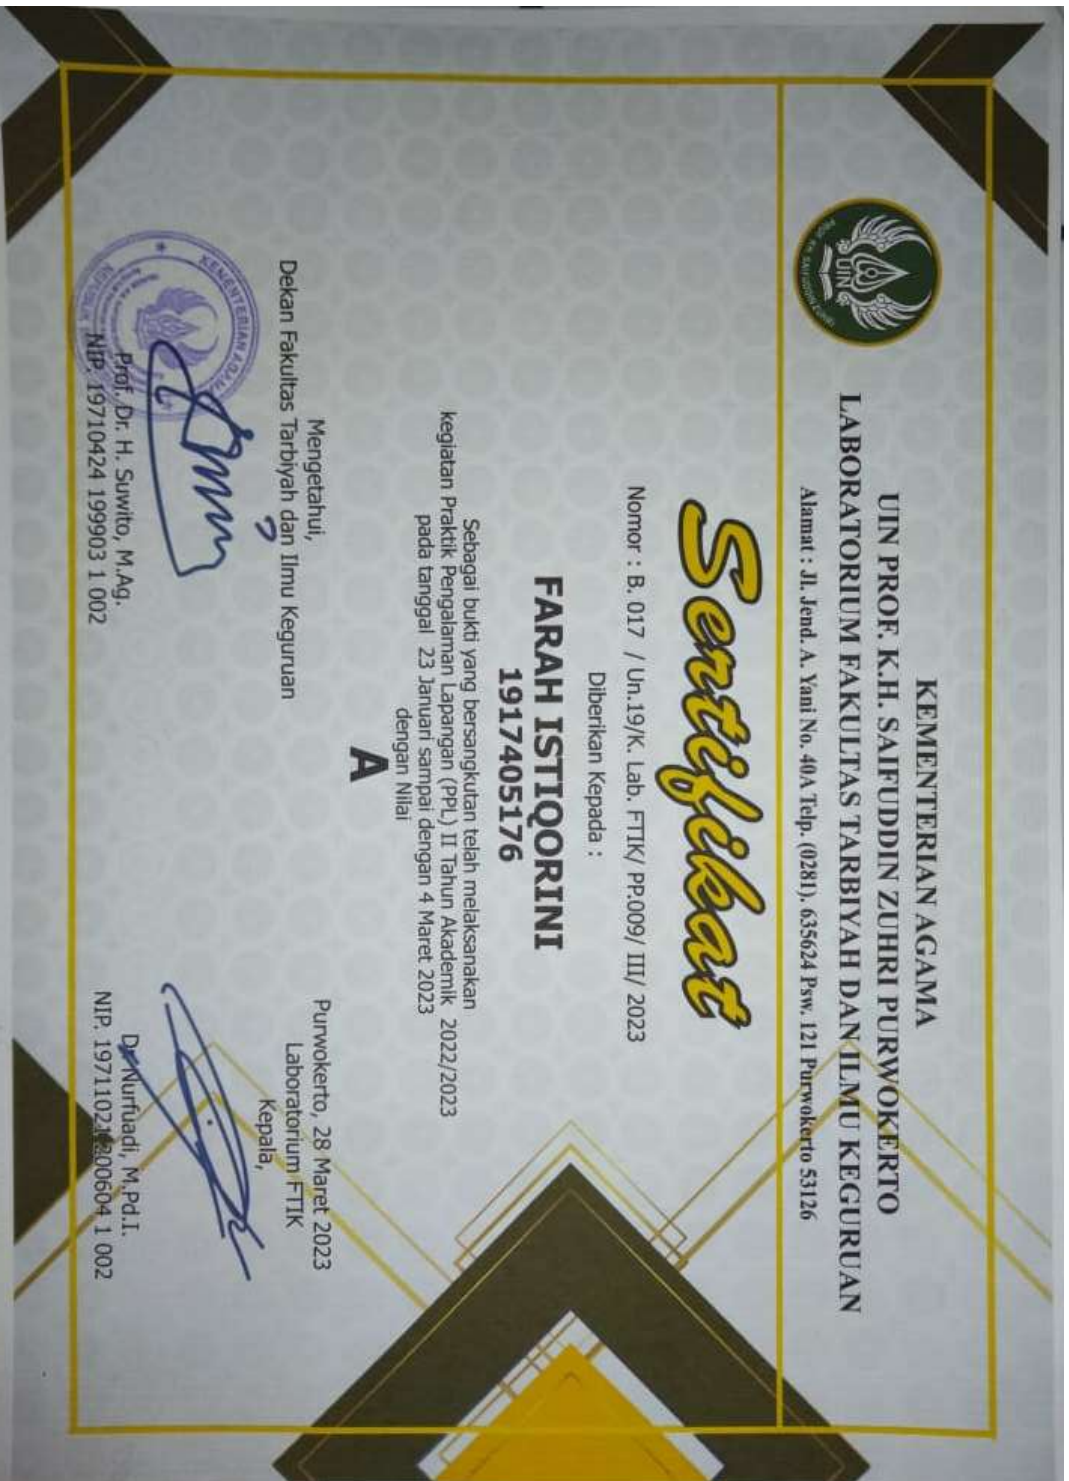 KEMENTERIAN AGAMA
UIN PROF. K.H. SAIFUDDIN ZUHRI PURWOKERTO
LABORATORIUM FAKULTAS TARBIYAH DAN ILMU KEGURUAN
Alamat : Jl. Jend. A. Yani No. 40A Telp. (0281). 635624 Psw. 121 Purwokerto 53126
UIN
Sertifikat
Nomor : B. 017 / Un.19/K. Lab. FTIK/ PP.009/ III/ 2023
Diberikan Kepada :
FARAH ISTIQORINI
1917405176
Sebagai bukti yang bersangkutan telah melaksanakan
kegiatan Praktik Pengalaman Lapangan (PPL) II Tahun Akademik 2022/2023
pada tanggal 23 Januari sampai dengan 4 Maret 2023
dengan Nilai
A
Mengetahui,
Dekan Fakultas Tarbiyah dan Ilmu Keguruan
KEMENTERIAN AGAMA
Prof. Dr. H. Suwito, M.Ag.
NIP. 19710424 199903 1 002
Purwokerto, 28 Maret 2023
Laboratorium FTIK
Kepala,
Dr. Nurfuadi, M.Pd.I.
NIP. 19711021 200604 1 002